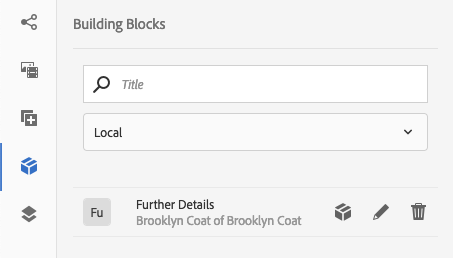 Building Blocks
Title
Local
Fu
Further Details
Brooklyn Coat of Brooklyn Coat